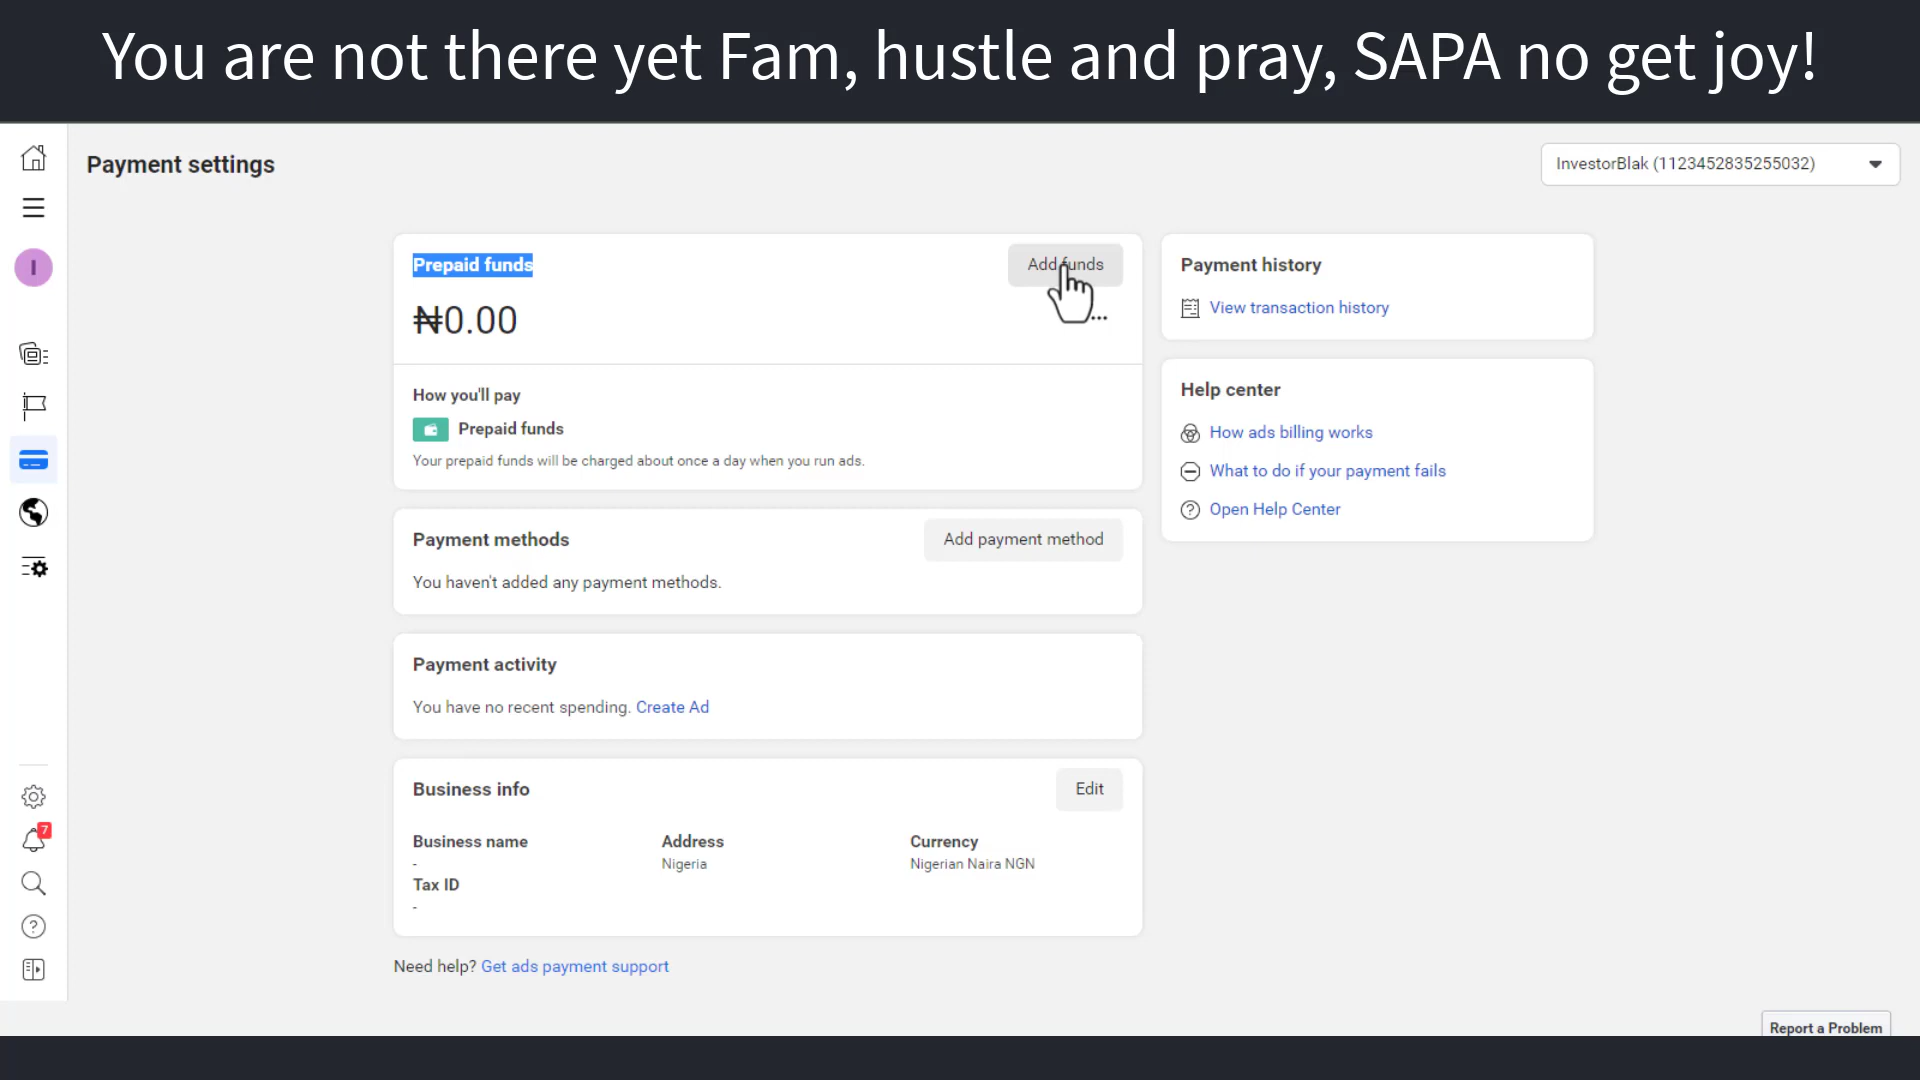 You are not there yet Fam, hustle and pray, SAPA no get joy!
Payment settings
InvestorBlak (1123452835255032)
I
Prepaid funds
Add funds
₦0.00
...
How you'll pay
Prepaid funds
Your prepaid funds will be charged about once a day when you run ads.
Payment methods
Add payment method
You haven't added any payment methods.
Payment activity
You have no recent spending. Create Ad
Business info
Edit
Business name
-
Address
Nigeria
Currency
Nigerian Naira NGN
Tax ID
-
Need help? Get ads payment support
Payment history
View transaction history
Help center
How ads billing works
What to do if your payment fails
Open Help Center
7
Report a Problem